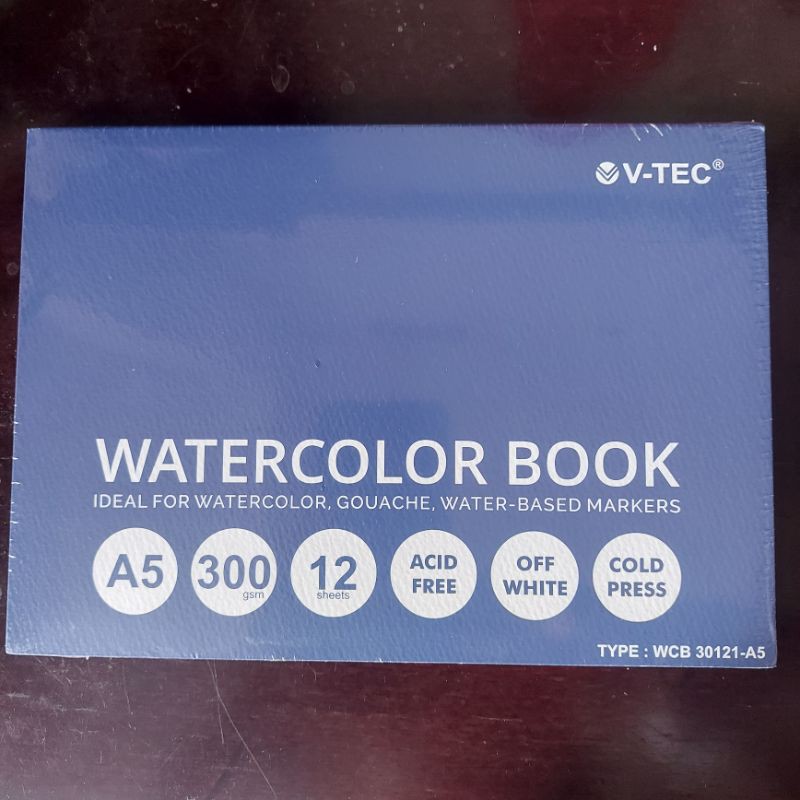 V-TEC®
WATERCOLOR BOOK
IDEAL FOR WATERCOLOR, GOUACHE, WATER-BASED MARKERS
A5
300
gsm
12
sheets
ACID
FREE
OFF
WHITE
COLD
PRESS
TYPE : WCB 30121-A5